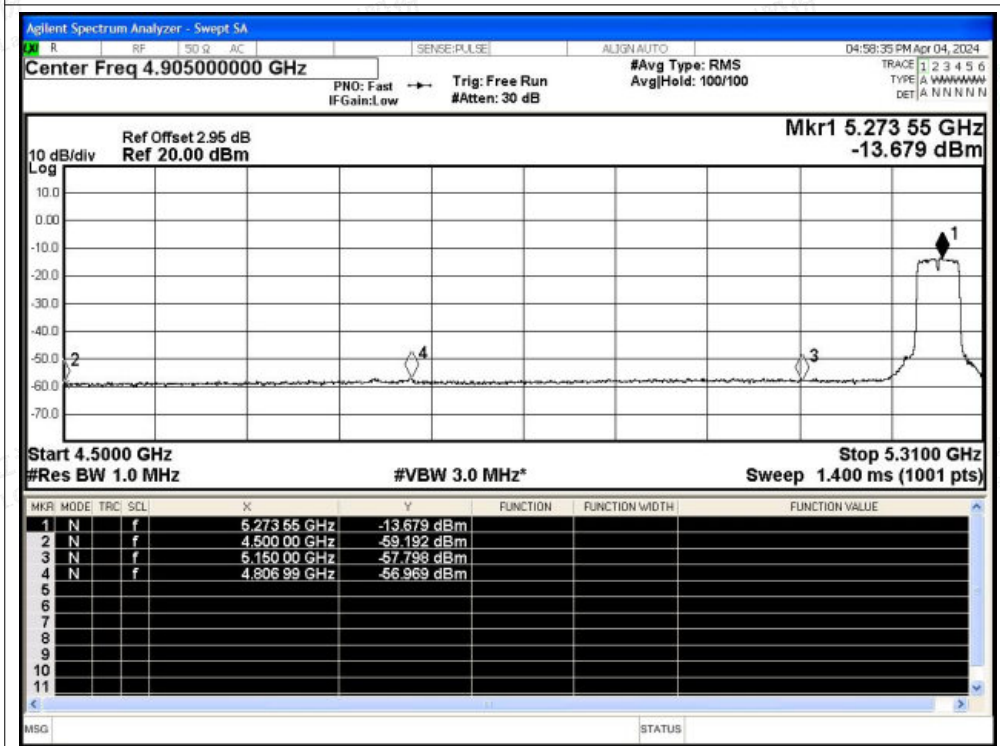 Agilent Spectrum Analyzer - Swept SA
LXI R RF 50 Ω AC SENSE:PULSE ALIGN AUTO 04:58:35 PM Apr 04, 2024
Center Freq 4.905000000 GHz
PNO: Fast
IFGain:Low
Trig: Free Run
#Atten: 30 dB
#Avg Type: RMS
Avg|Hold: 100/100
TRACE 1 2 3 4 5 6
TYPE A WWWWW
DET A N N N N N
Ref Offset 2.95 dB
10 dB/div Ref 20.00 dBm
Log
Mkr1 5.273 55 GHz
-13.679 dBm
10.0
0.00
-10.0
-20.0
-30.0
-40.0
-50.0
-60.0
-70.0
1
2
4
3
Start 4.5000 GHz Stop 5.3100 GHz
#Res BW 1.0 MHz #VBW 3.0 MHz* Sweep 1.400 ms (1001 pts)
MKR MODE TRC SCL X Y FUNCTION FUNCTION WIDTH FUNCTION VALUE
1 N f 5.273 55 GHz -13.679 dBm
2 N f 4.500 00 GHz -59.192 dBm
3 N f 5.150 00 GHz -57.798 dBm
4 N f 4.806 99 GHz -56.969 dBm
5
6
7
8
9
10
11
MSG STATUS